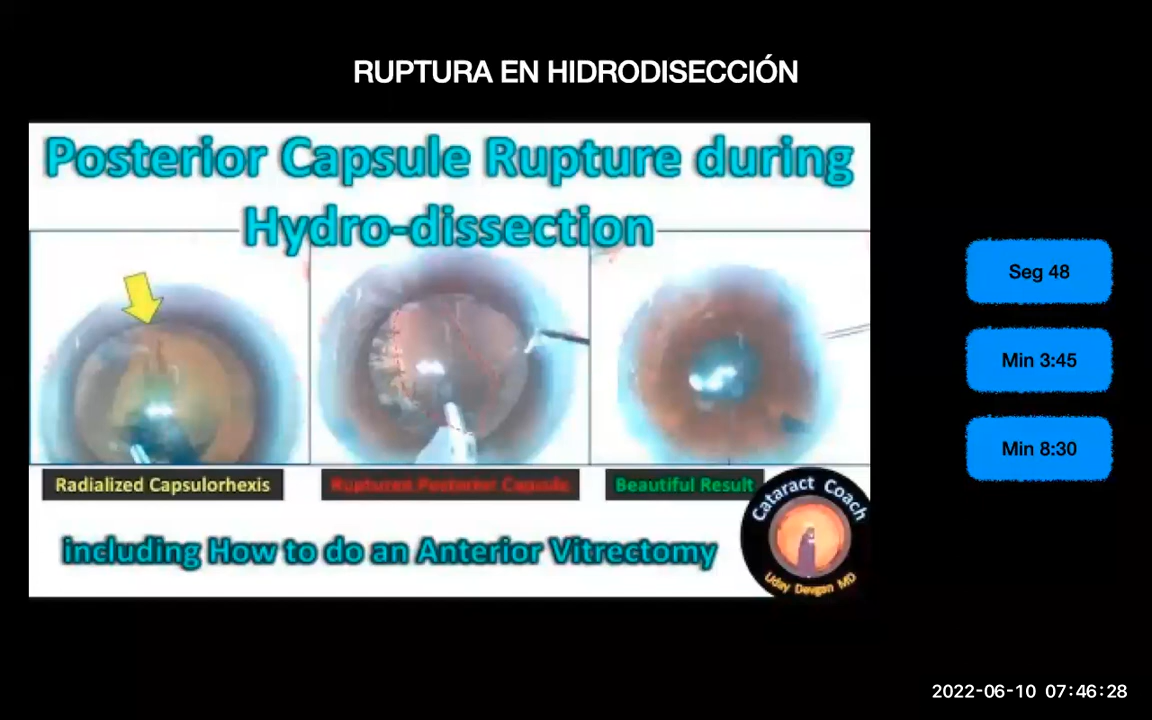 RUPTURA EN HIDRODISECCIÓN
Posterior Capsule Rupture during
Hydro-dissection
Radialized Capsulorhexis
Ruptured Posterior Capsule
Beautiful Result
including How to do an Anterior Vitrectomy
Cataract Coach
Uday Devgan MD
Seg 48
Min 3:45
Min 8:30
2022-06-10 07:46:28